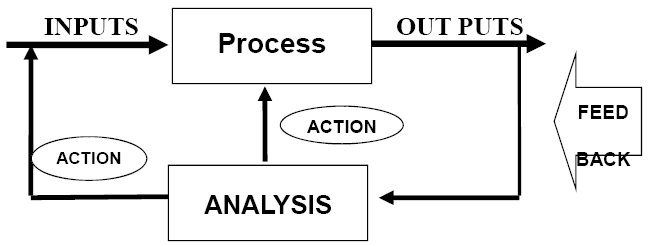 INPUTS
Process
OUT PUTS
FEED
BACK
ACTION
ACTION
ANALYSIS